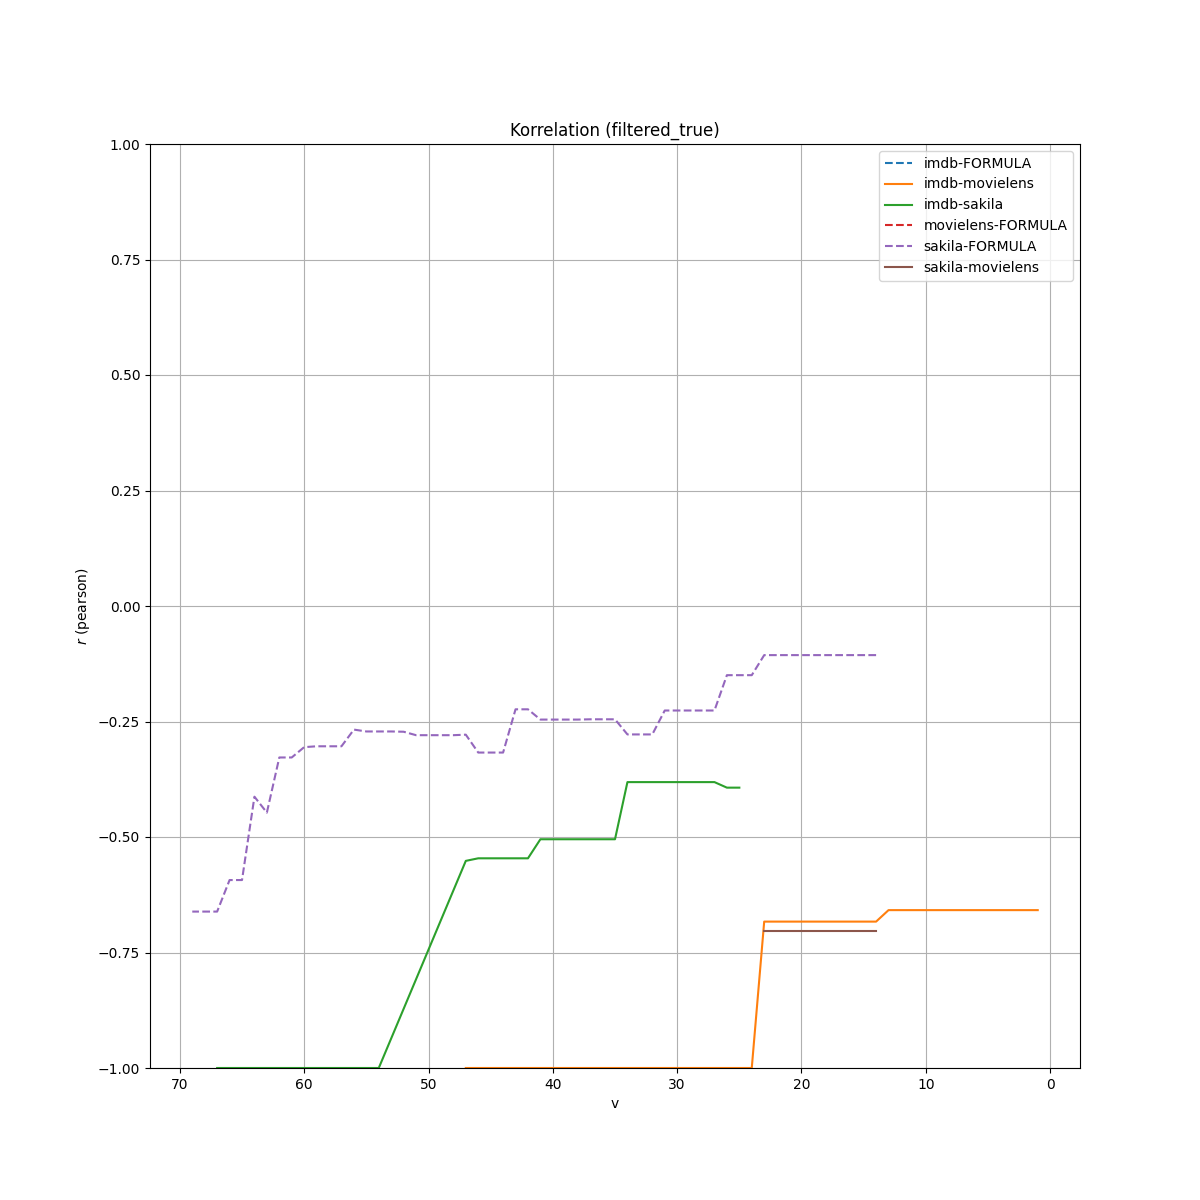 Korrelation (filtered_true)
1.00
0.75
0.50
0.25
0.00
−0.25
−0.50
−0.75
−1.00
r (pearson)
imdb-FORMULA
imdb-movielens
imdb-sakila
movielens-FORMULA
sakila-FORMULA
sakila-movielens
70 60 50 40 30 20 10 0
v